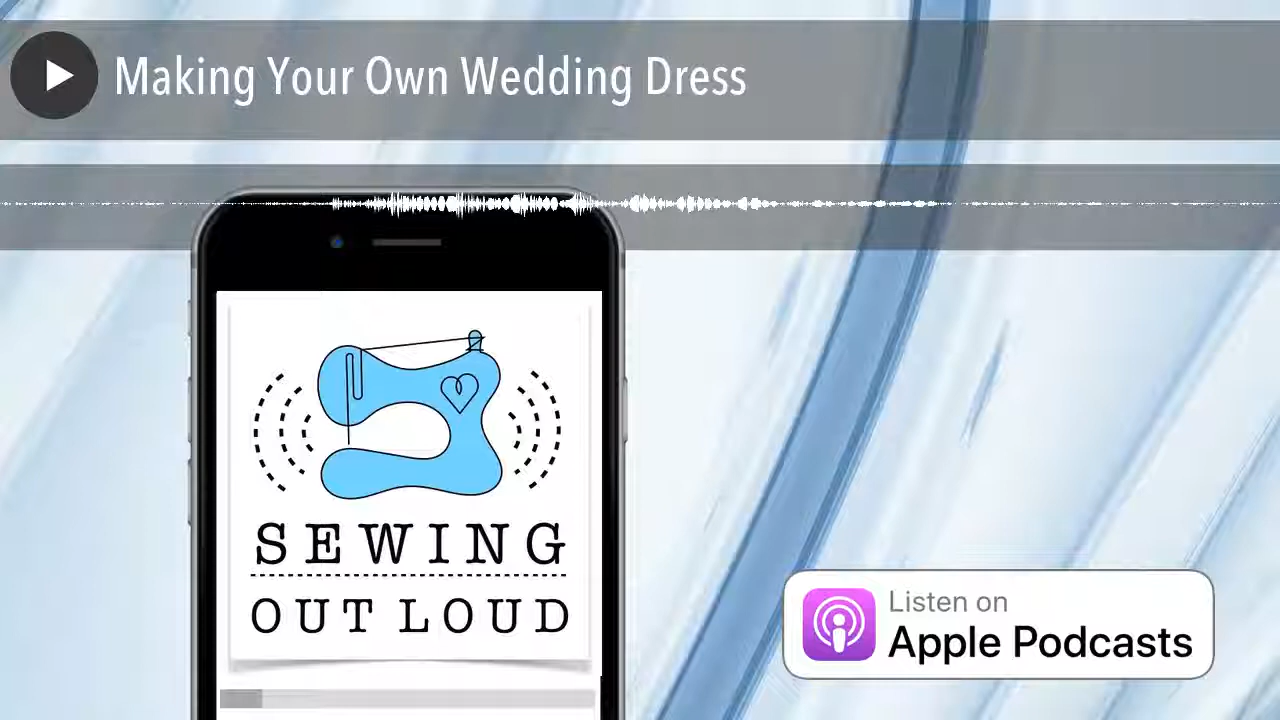 Making Your Own Wedding Dress
SEWING
OUT LOUD
Listen on
Apple Podcasts